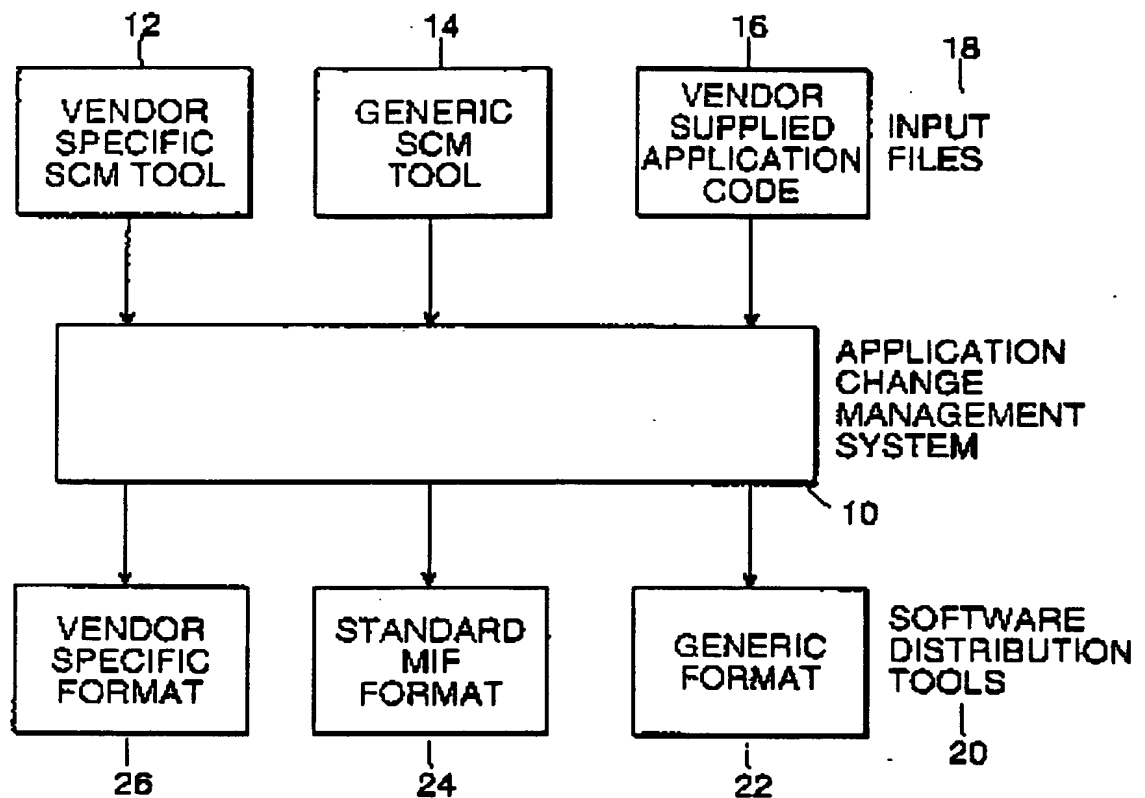 12
14
16
18
VENDOR
SPECIFIC
SCM TOOL
GENERIC
SCM
TOOL
VENDOR
SUPPLIED
APPLICATION
CODE
INPUT
FILES
APPLICATION
CHANGE
MANAGEMENT
SYSTEM
10
VENDOR
SPECIFIC
FORMAT
STANDARD
MIF
FORMAT
GENERIC
FORMAT
SOFTWARE
DISTRIBUTION
TOOLS
26
24
22
20